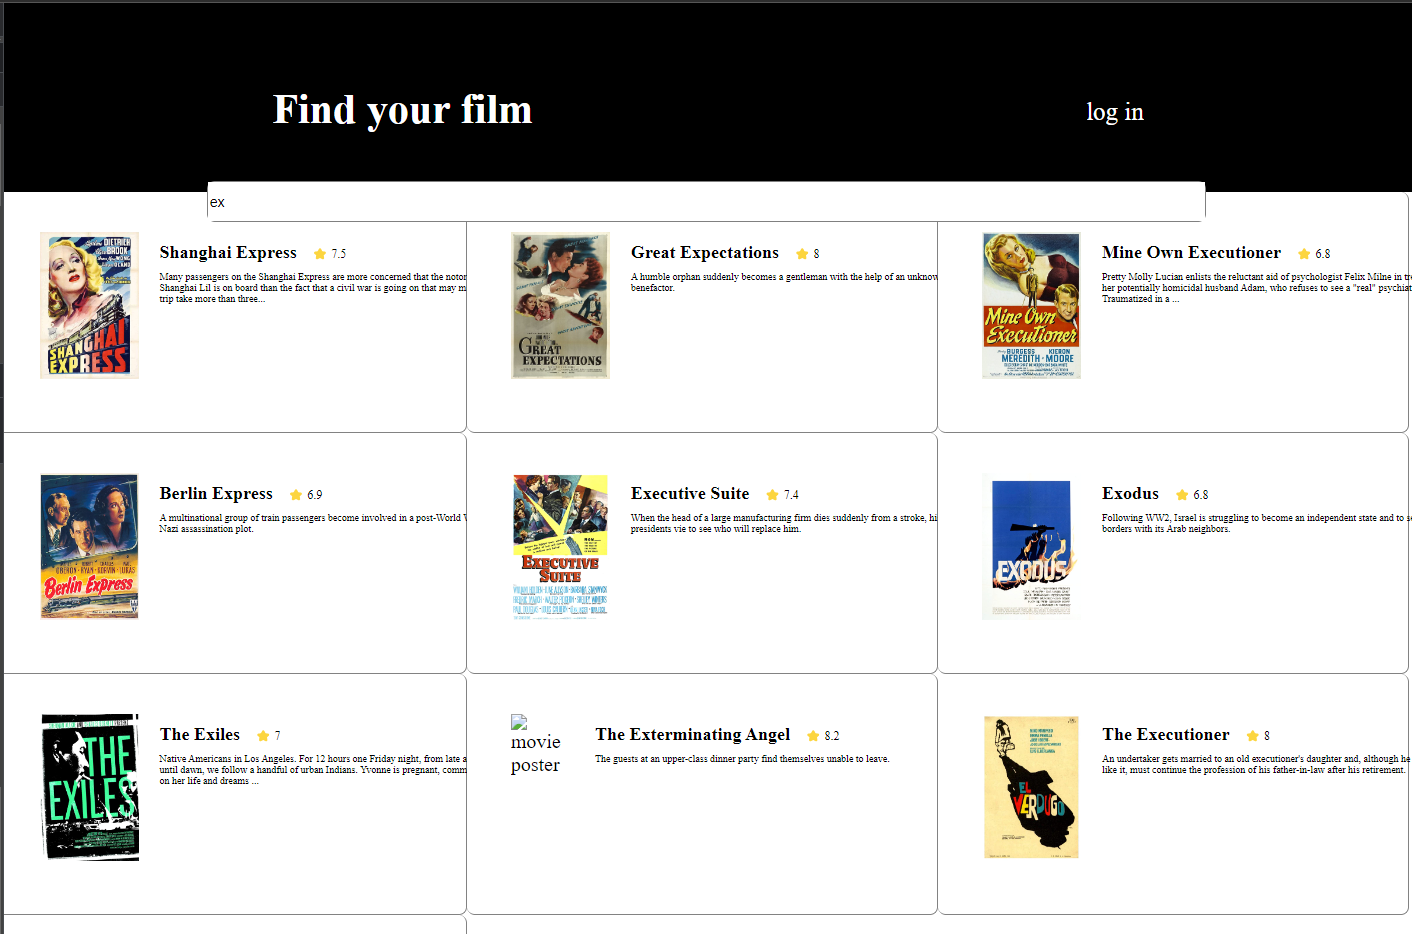 Find your film
log in
ex
Shanghai Express 7.5
Many passengers on the Shanghai Express are more concerned that the notor
Shanghai Lil is on board than the fact that a civil war is going on that may m
trip take more than three...
SHANGHAI
EXPRESS
Great Expectations 8
A humble orphan suddenly becomes a gentleman with the help of an unknow
benefactor.
GREAT
EXPECTATIONS
Mine Own Executioner 6.8
Pretty Molly Lucian enlists the reluctant aid of psychologist Felix Milne in tr
her potentially homicidal husband Adam, who refuses to see a "real" psychiat
Traumatized in a ...
Mine Own
Executioner
BURGESS KIERON
MEREDITH · MOORE
Berlin Express 6.9
A multinational group of train passengers become involved in a post-World
Nazi assassination plot.
Berlin Express
Executive Suite 7.4
When the head of a large manufacturing firm dies suddenly from a stroke, hi
presidents vie to see who will replace him.
EXECUTIVE
SUITE
Exodus 6.8
Following WW2, Israel is struggling to become an independent state and to s
borders with its Arab neighbors.
EXODUS
The Exiles 7
Native Americans in Los Angeles. For 12 hours one Friday night, from late a
until dawn, we follow a handful of urban Indians. Yvonne is pregnant, comm
on her life and dreams ...
THE
EXILES
movie
poster
The Exterminating Angel 8.2
The guests at an upper-class dinner party find themselves unable to leave.
The Executioner 8
An undertaker gets married to an old executioner's daughter and, although he
like it, must continue the profession of his father-in-law after his retirement.
EL
VERDUGO